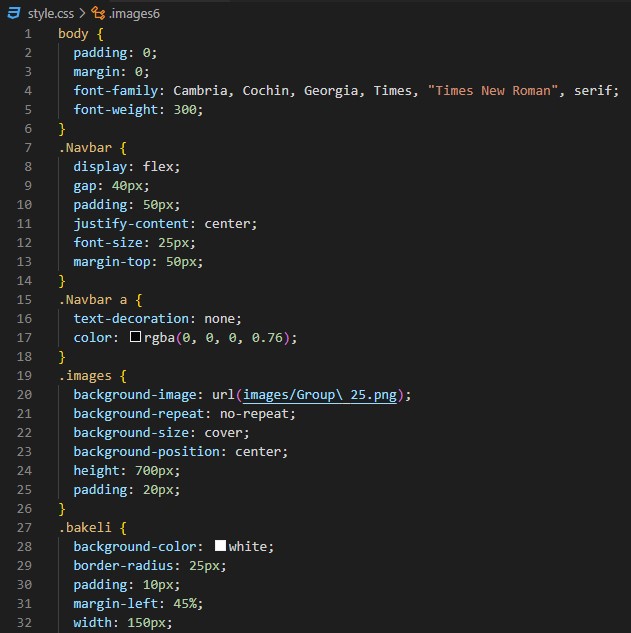 style.css > .images6
1 body {
2   padding: 0;
3   margin: 0;
4   font-family: Cambria, Cochin, Georgia, Times, "Times New Roman", serif;
5   font-weight: 300;
6 }
7 .Navbar {
8   display: flex;
9   gap: 40px;
10   padding: 50px;
11   justify-content: center;
12   font-size: 25px;
13   margin-top: 50px;
14 }
15 .Navbar a {
16   text-decoration: none;
17   color: rgba(0, 0, 0, 0.76);
18 }
19 .images {
20   background-image: url(images/Group\ 25.png);
21   background-repeat: no-repeat;
22   background-size: cover;
23   background-position: center;
24   height: 700px;
25   padding: 20px;
26 }
27 .bakeli {
28   background-color: white;
29   border-radius: 25px;
30   padding: 10px;
31   margin-left: 45%;
32   width: 150px;